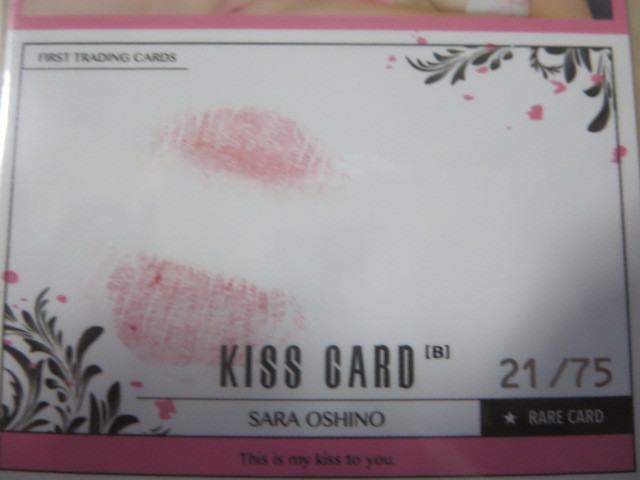 FIRST TRADING CARDS
KISS CARD [B]
21/75
SARA OSHINO
★ RARE CARD
This is my kiss to you.